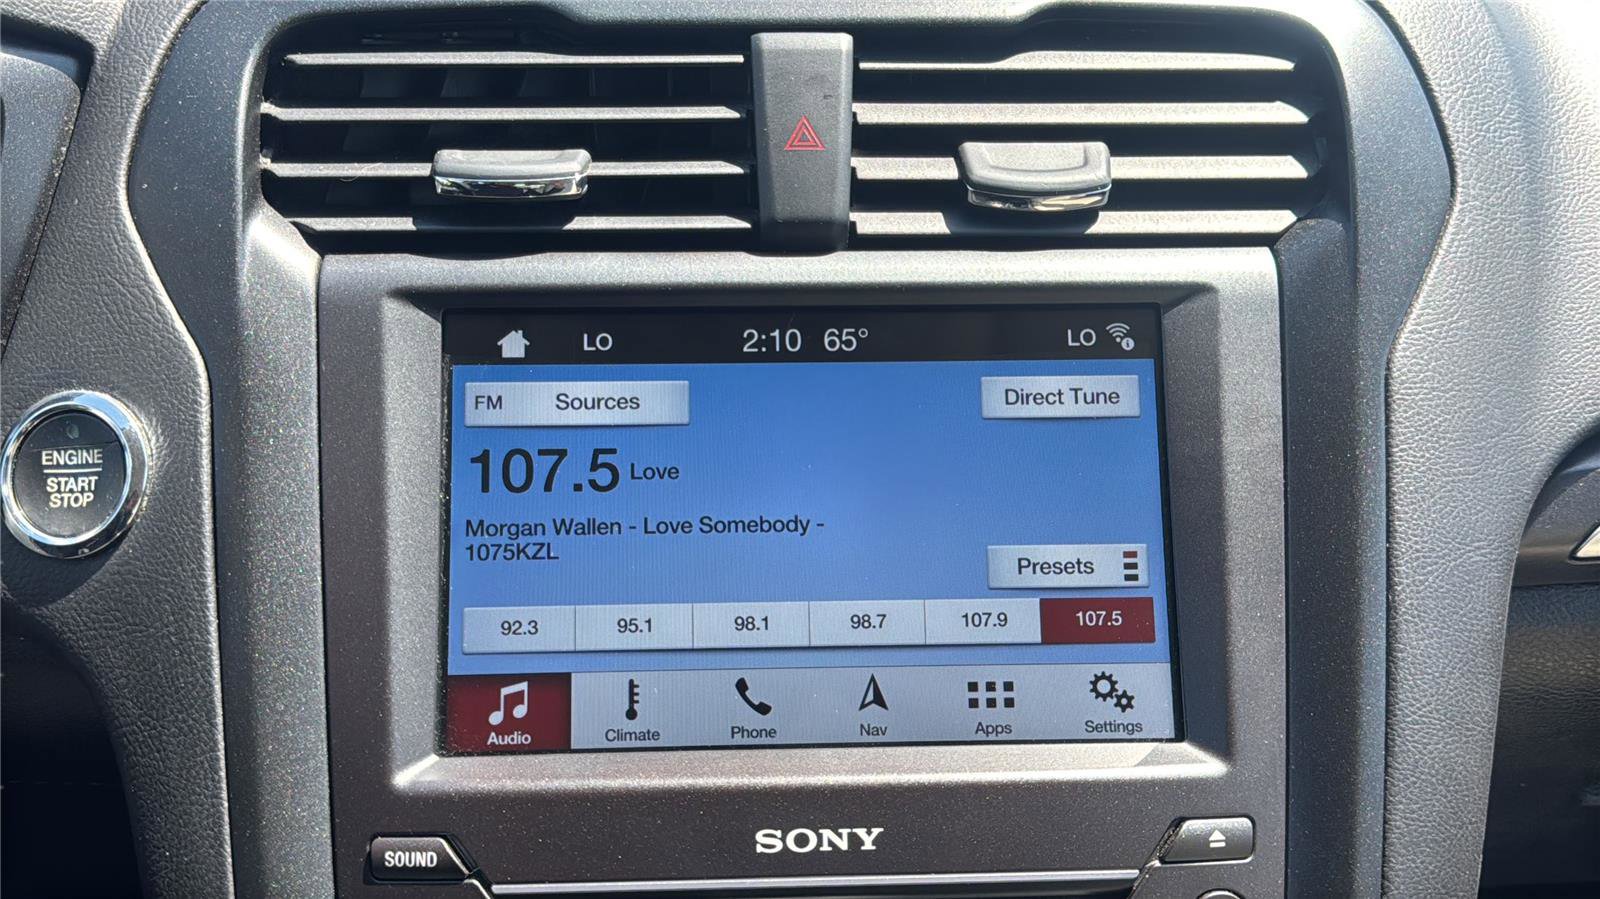 LO
2:10 65°
LO
FM Sources
Direct Tune
107.5 Love
Morgan Wallen - Love Somebody -
1075KZL
Presets
92.3 95.1 98.1 98.7 107.9 107.5
Audio Climate Phone Nav Apps Settings
ENGINE
START
STOP
SONY
SOUND